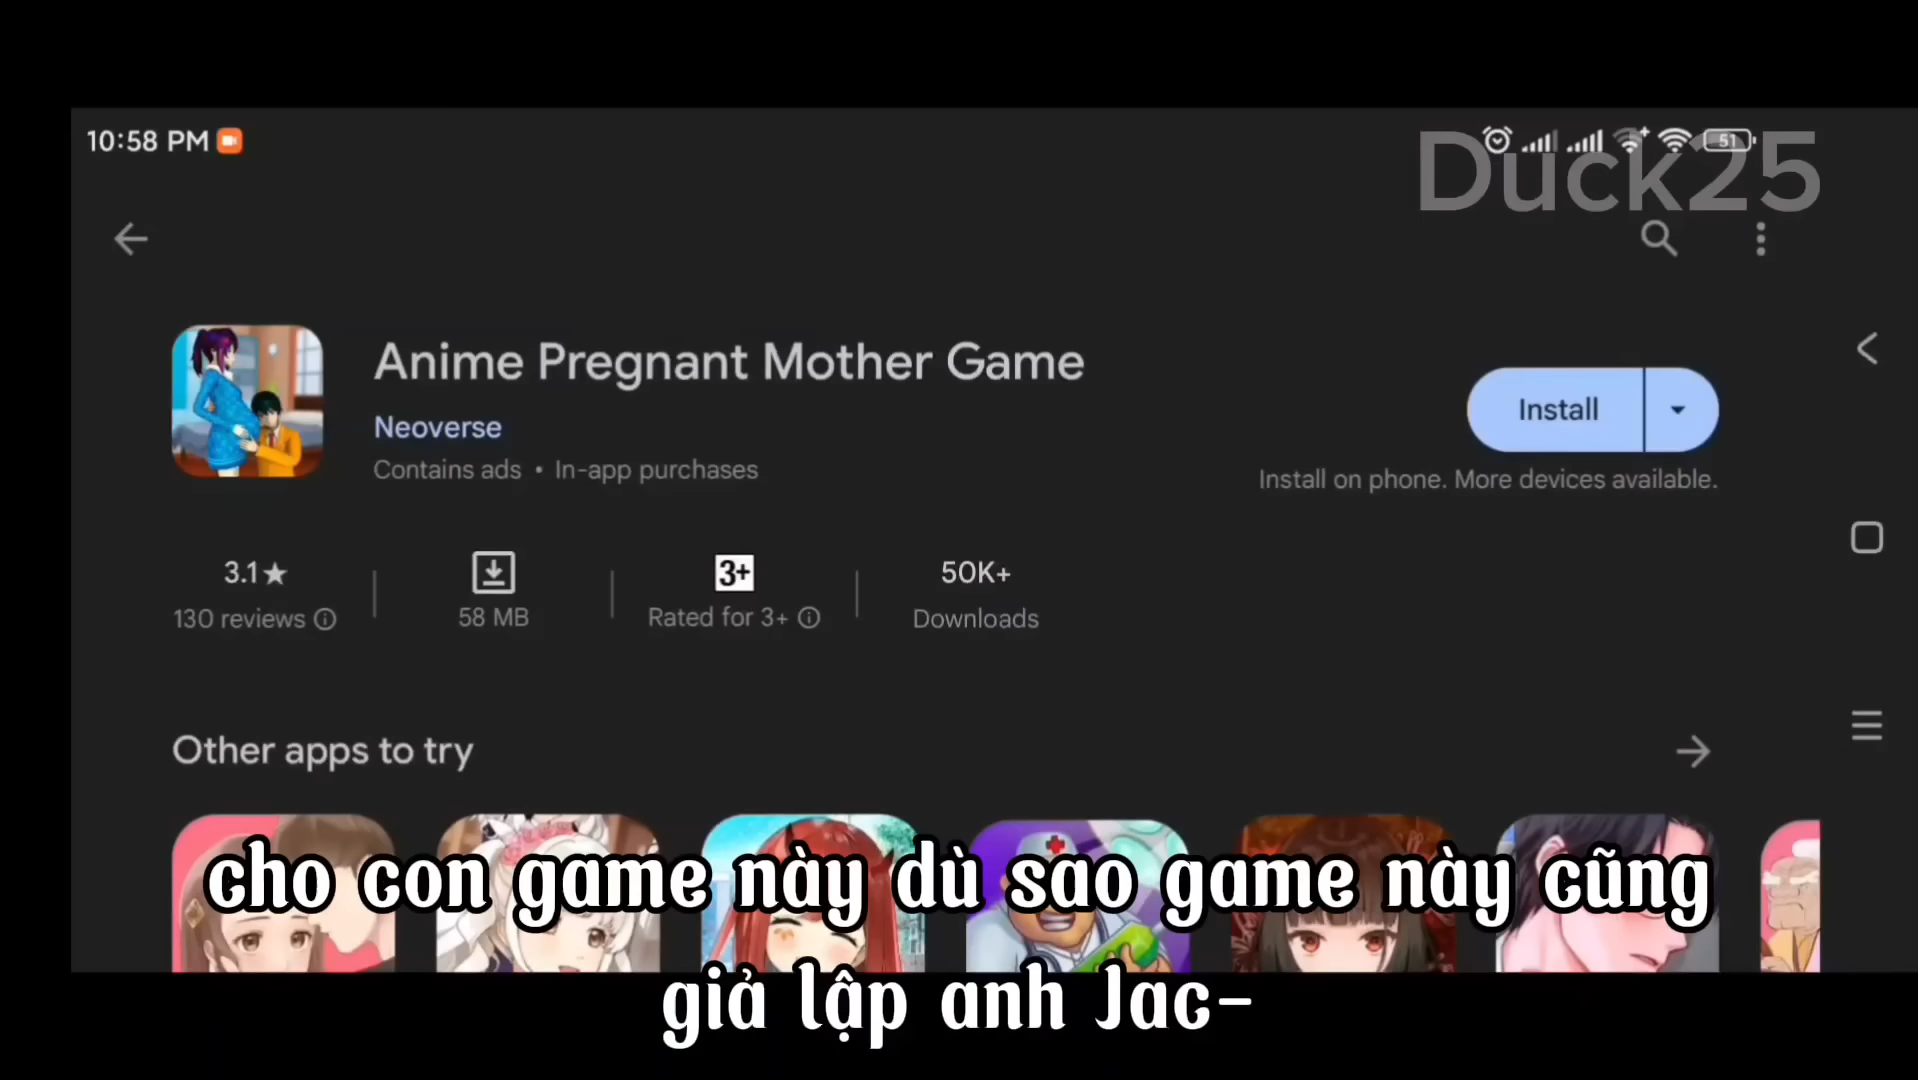 10:58 PM
51
Duck25
Anime Pregnant Mother Game
Neoverse
Contains ads • In-app purchases
Install
Install on phone. More devices available.
3.1★
130 reviews
58 MB
3+
Rated for 3+
50K+
Downloads
Other apps to try
cho con game này dù sao game này cũng
giả lập anh Jac-